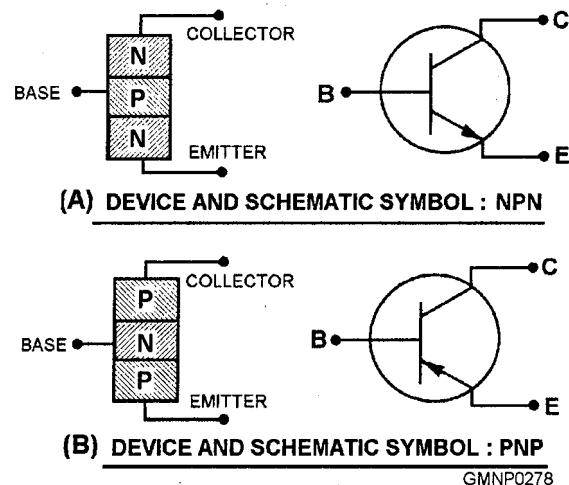 COLLECTOR
N
BASE
P
N
EMITTER
C
B
E
(A) DEVICE AND SCHEMATIC SYMBOL : NPN
COLLECTOR
P
BASE
N
P
EMITTER
C
B
E
(B) DEVICE AND SCHEMATIC SYMBOL : PNP
GMNP0278